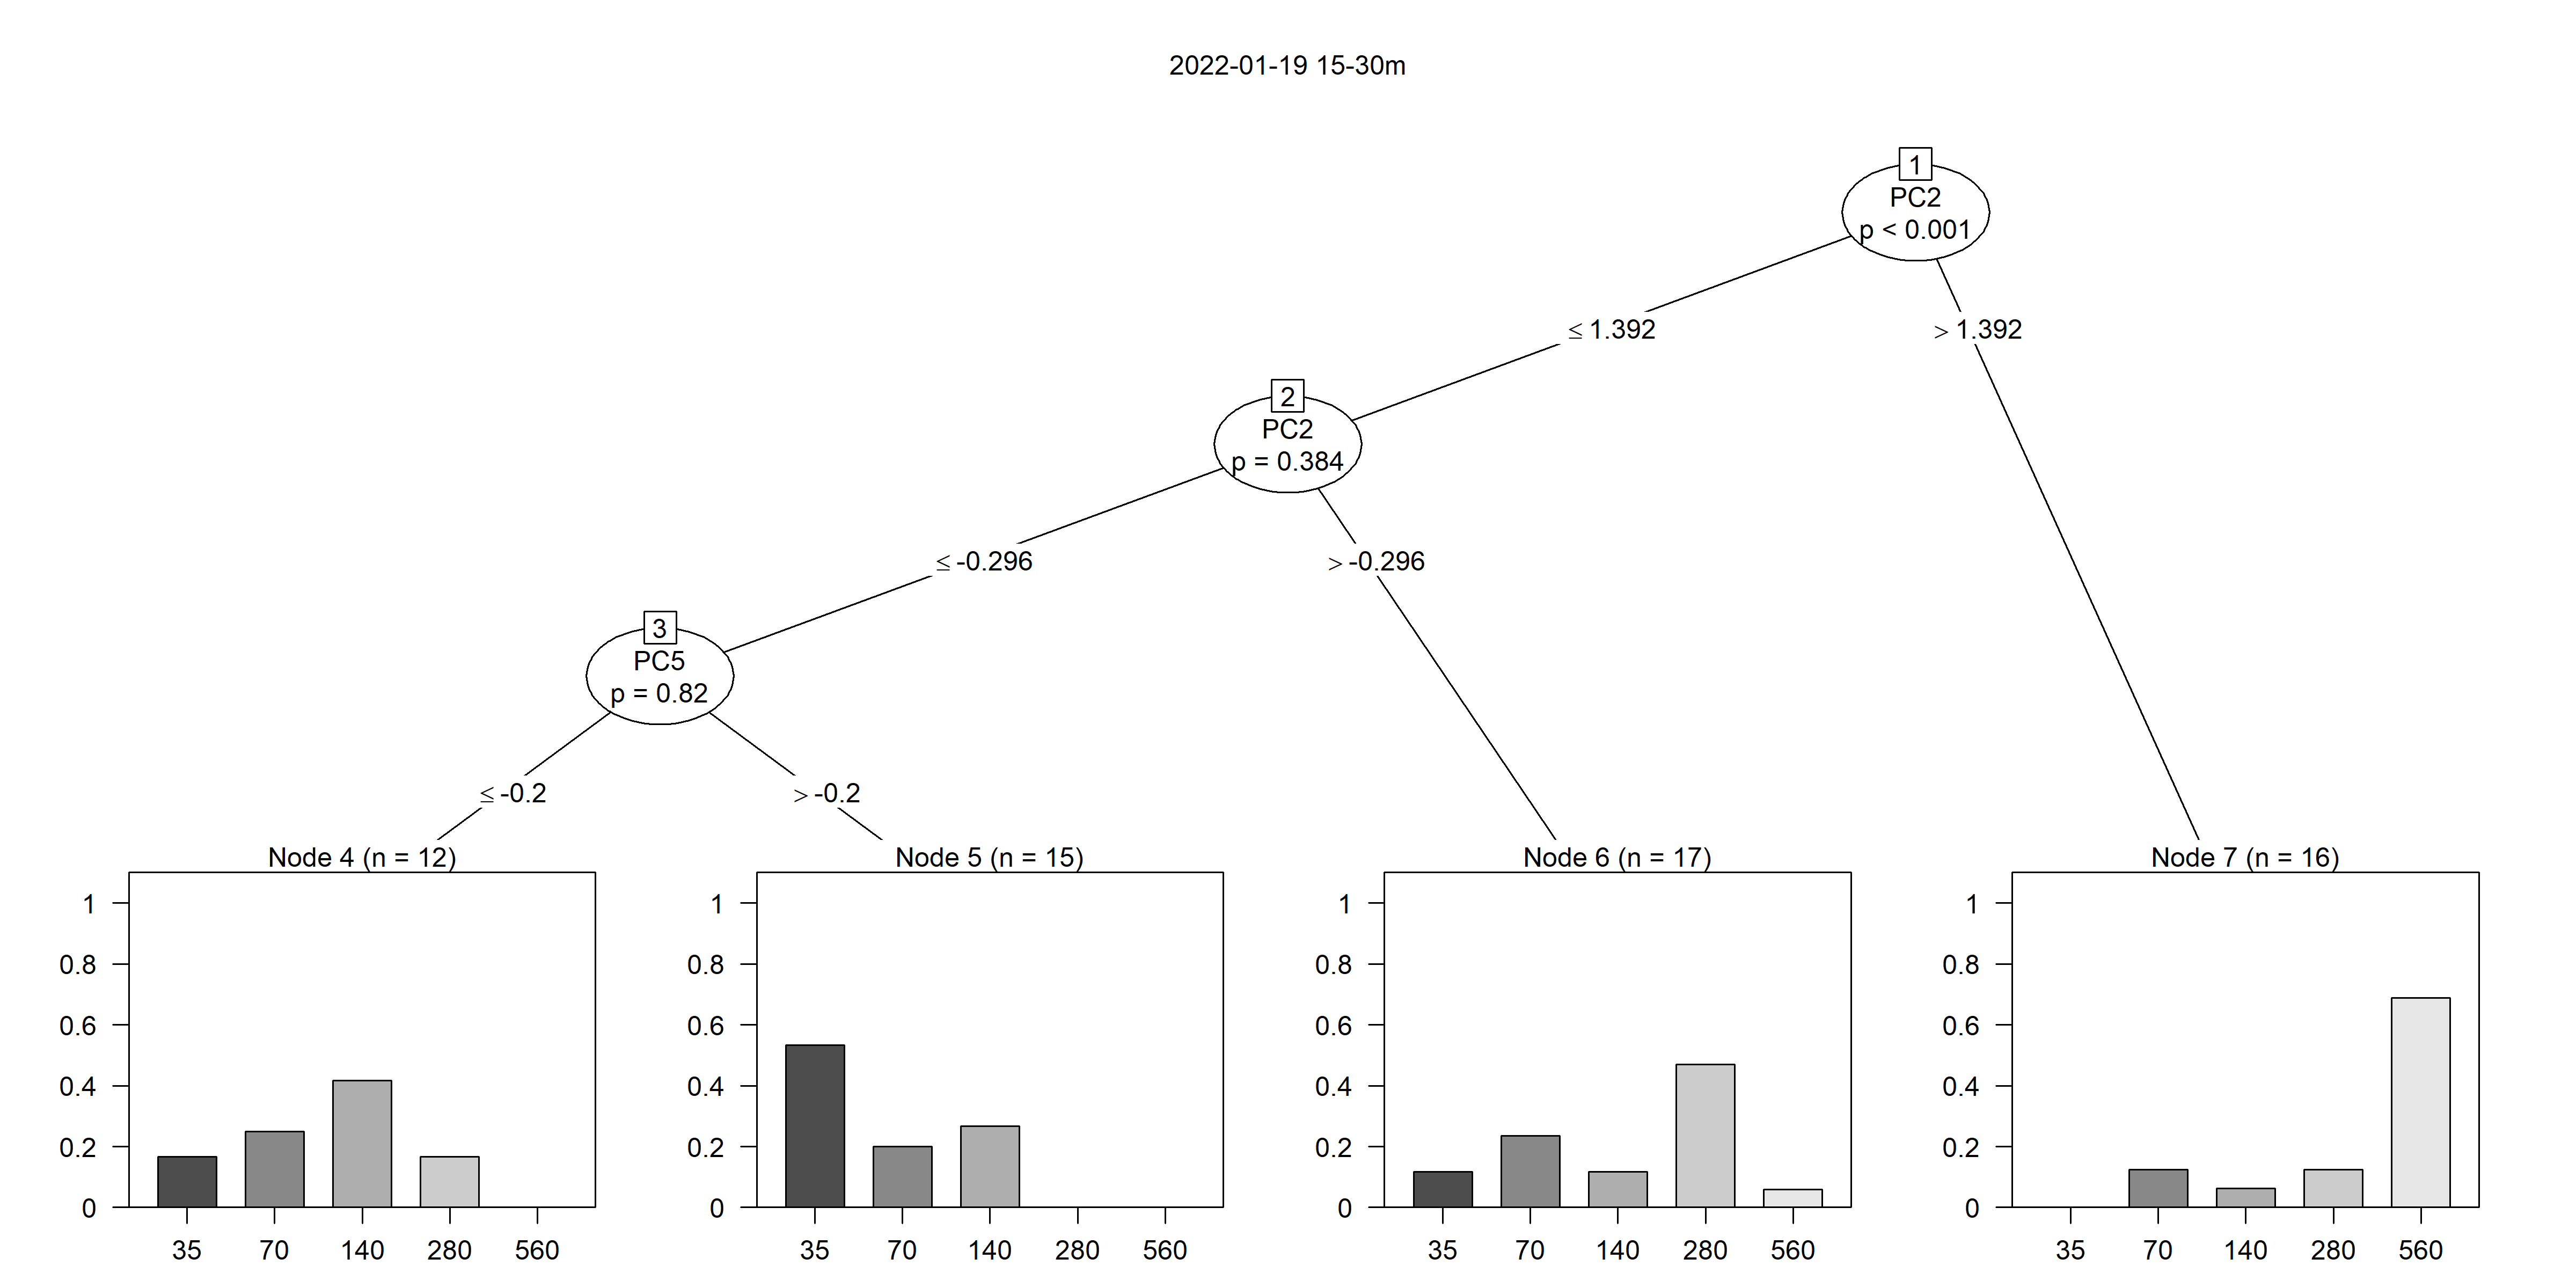 2022-01-19 15-30m
1
PC2
p < 0.001
≤ 1.392
> 1.392
2
PC2
p = 0.384
≤ -0.296
> -0.296
3
PC5
p = 0.82
≤ -0.2
> -0.2
Node 4 (n = 12)
1
0.8
0.6
0.4
0.2
0
35 70 140 280 560
Node 5 (n = 15)
1
0.8
0.6
0.4
0.2
0
35 70 140 280 560
Node 6 (n = 17)
1
0.8
0.6
0.4
0.2
0
35 70 140 280 560
Node 7 (n = 16)
1
0.8
0.6
0.4
0.2
0
35 70 140 280 560